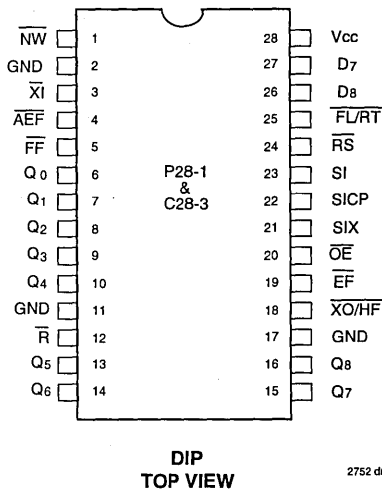 NW 1 28 Vcc
GND 2 27 D7
XI 3 26 D8
AEF 4 25 FL/RT
FF 5 24 RS
Q0 6 P28-1 23 SI
Q1 7 & 22 SICP
Q2 8 C28-3 21 SIX
Q3 9 20 OE
Q4 10 19 EF
GND 11 18 XO/HF
R 12 17 GND
Q5 13 16 Q8
Q6 14 15 Q7
DIP
TOP VIEW
2752